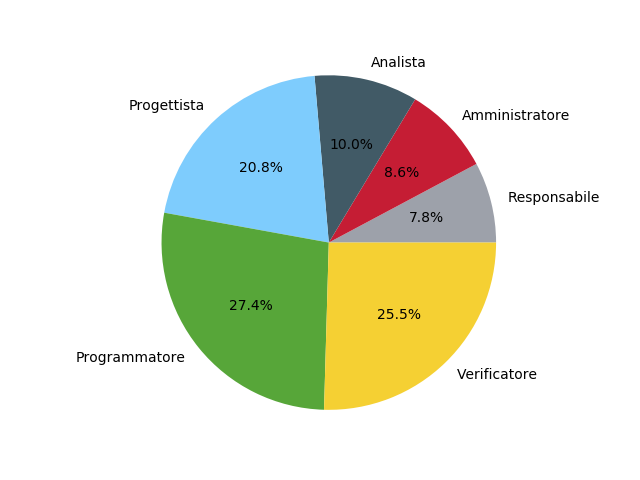 Analista
Progettista
Amministratore
10.0%
20.8%
8.6%
Responsabile
7.8%
27.4%
25.5%
Programmatore
Verificatore